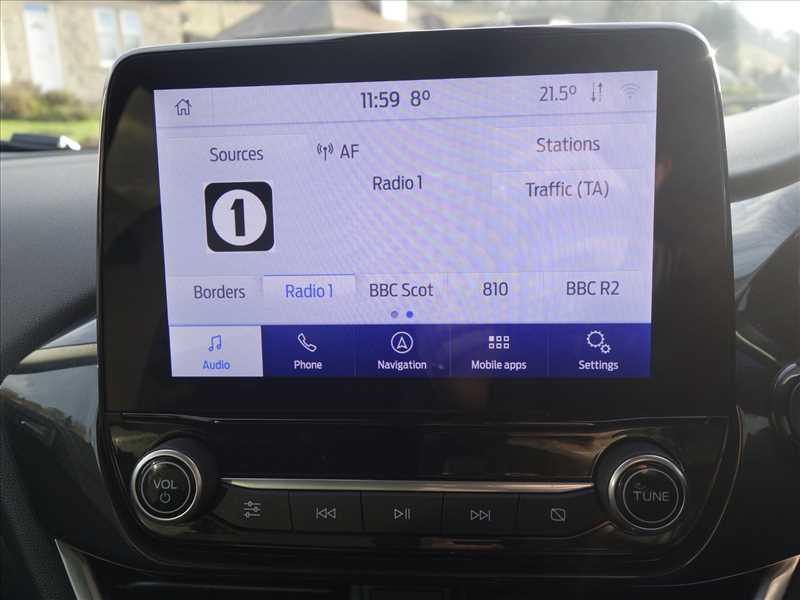 11:59 8° 21.5°
Sources AF Stations
Radio 1 Traffic (TA)
1
Borders Radio 1 BBC Scot 810 BBC R2
Audio Phone Navigation Mobile apps Settings
VOL TUNE